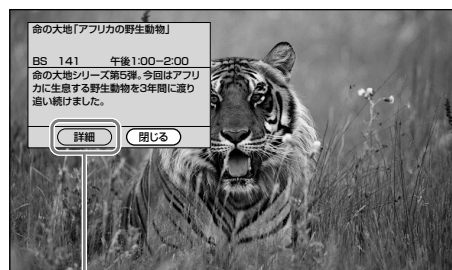 命の大地「アフリカの野生動物」
BS 141 午後1:00−2:00
命の大地シリーズ第5弾。今回はアフリ
カに生息する野生動物を3年間に渡り
追い続けました。
詳細 閉じる